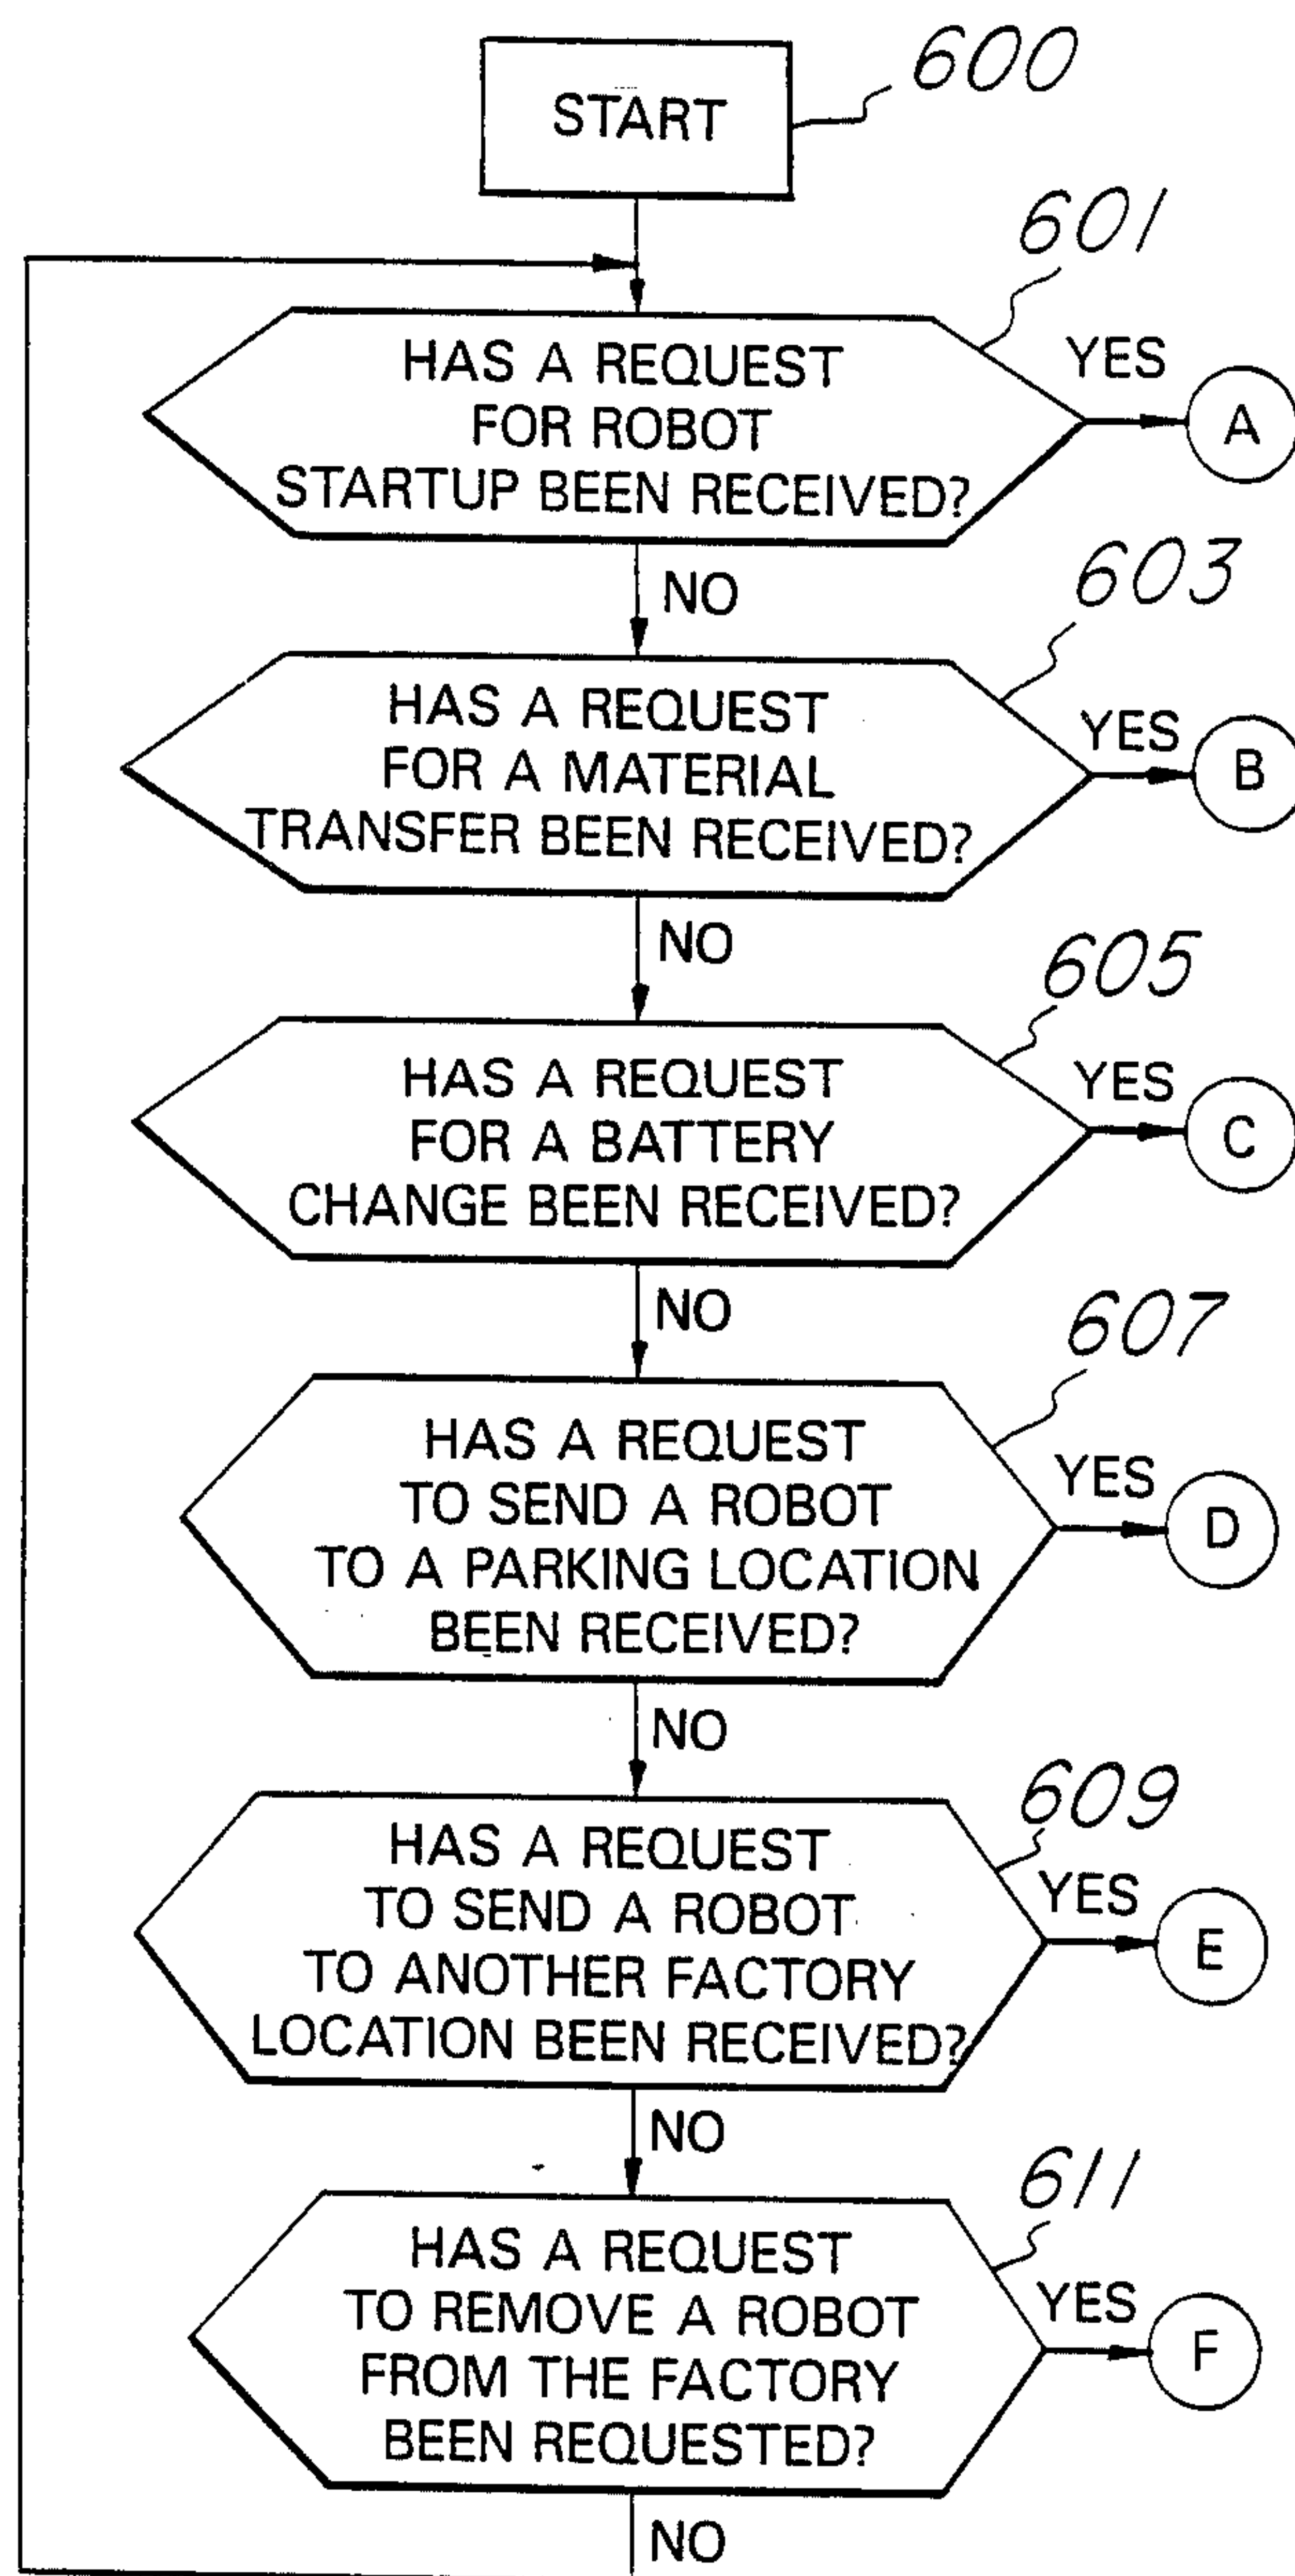 START
600
601
HAS A REQUEST
FOR ROBOT
STARTUP BEEN RECEIVED?
YES
A
NO
603
HAS A REQUEST
FOR A MATERIAL
TRANSFER BEEN RECEIVED?
YES
B
NO
605
HAS A REQUEST
FOR A BATTERY
CHANGE BEEN RECEIVED?
YES
C
NO
607
HAS A REQUEST
TO SEND A ROBOT
TO A PARKING LOCATION
BEEN RECEIVED?
YES
D
NO
609
HAS A REQUEST
TO SEND A ROBOT
TO ANOTHER FACTORY
LOCATION BEEN RECEIVED?
YES
E
NO
611
HAS A REQUEST
TO REMOVE A ROBOT
FROM THE FACTORY
BEEN REQUESTED?
YES
F
NO